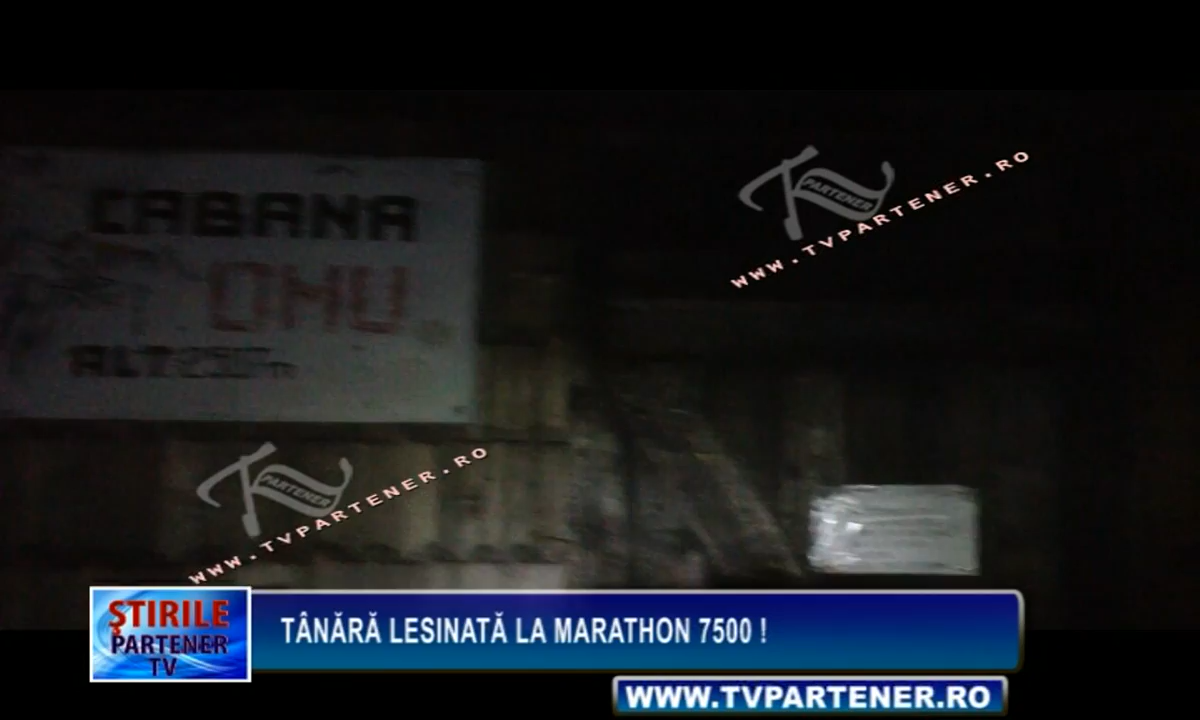 CABANA
OMU
PARTENER
WWW.TVPARTENER.RO
PARTENER
WWW.TVPARTENER.RO
ŞTIRILE
PARTENER
TV
TÂNĂRĂ LESINATĂ LA MARATHON 7500 !
WWW.TVPARTENER.RO